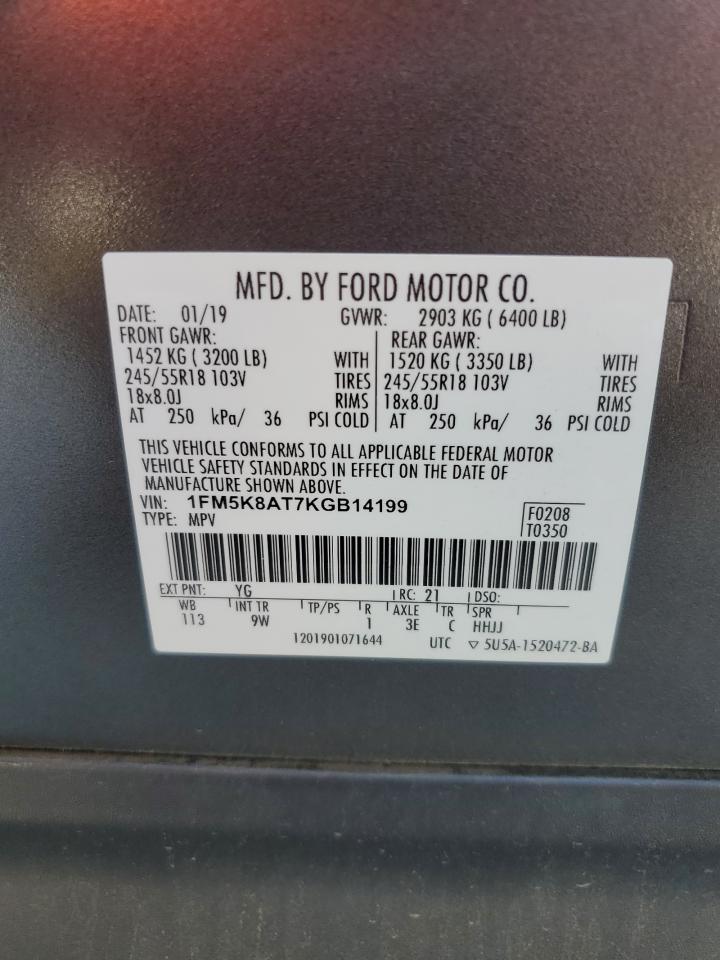 MFD. BY FORD MOTOR CO.
DATE: 01/19 GVWR: 2903 KG ( 6400 LB)
FRONT GAWR: REAR GAWR:
1452 KG ( 3200 LB) WITH 1520 KG ( 3350 LB) WITH
245/55R18 103V TIRES 245/55R18 103V TIRES
18x8.0J RIMS 18x8.0J RIMS
AT 250 kPa/ 36 PSI COLD AT 250 kPa/ 36 PSI COLD
THIS VEHICLE CONFORMS TO ALL APPLICABLE FEDERAL MOTOR
VEHICLE SAFETY STANDARDS IN EFFECT ON THE DATE OF
MANUFACTURE SHOWN ABOVE.
VIN: 1FM5K8AT7KGB14199 F0208
TYPE: MPV T0350
EXT PNT: YG RC: 21 DSO:
WB INT TR TP/PS R AXLE TR SPR
113 9W 1 3E C HHJJ
1201901071644 UTC ▽ 5U5A-1520472-BA